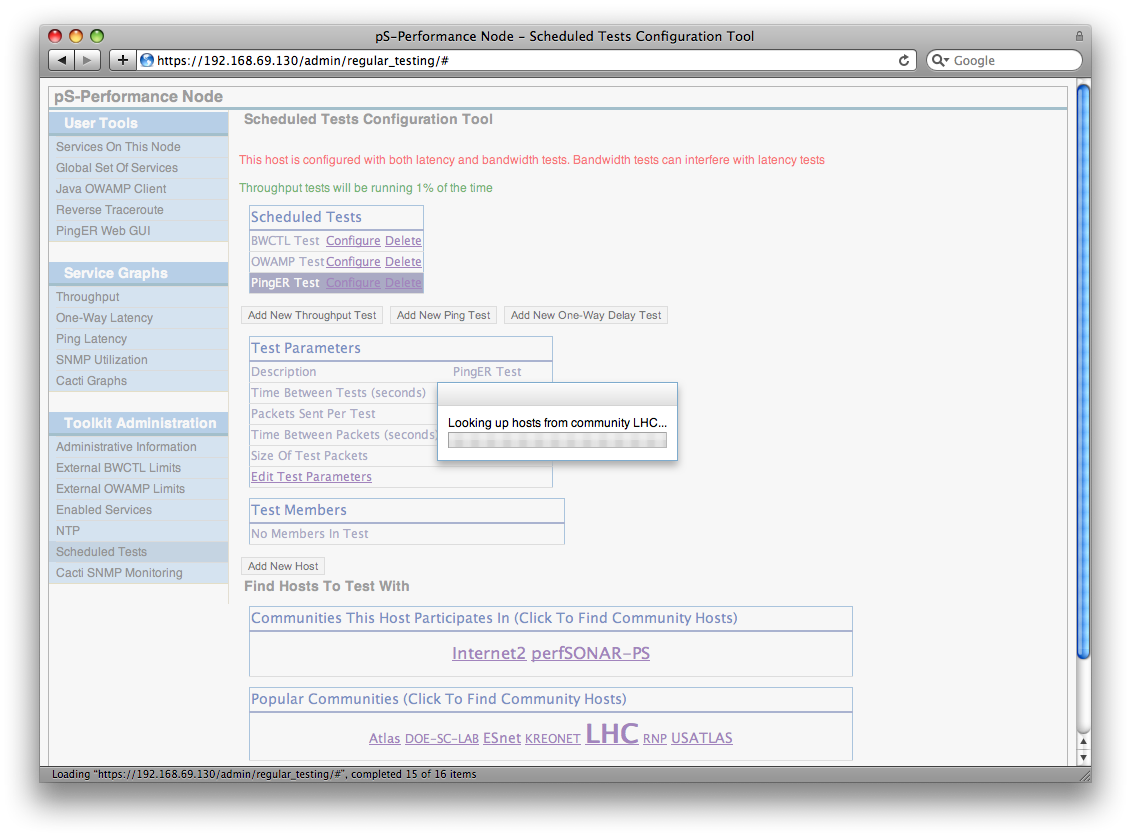 pS-Performance Node - Scheduled Tests Configuration Tool
https://192.168.69.130/admin/regular_testing/#
Google
pS-Performance Node
User Tools
Services On This Node
Global Set Of Services
Java OWAMP Client
Reverse Traceroute
PingER Web GUI
Service Graphs
Throughput
One-Way Latency
Ping Latency
SNMP Utilization
Cacti Graphs
Toolkit Administration
Administrative Information
External BWCTL Limits
External OWAMP Limits
Enabled Services
NTP
Scheduled Tests
Cacti SNMP Monitoring
Scheduled Tests Configuration Tool
This host is configured with both latency and bandwidth tests. Bandwidth tests can interfere with latency tests
Throughput tests will be running 1% of the time
Scheduled Tests
BWCTL Test Configure Delete
OWAMP Test Configure Delete
PingER Test Configure Delete
Add New Throughput Test Add New Ping Test Add New One-Way Delay Test
Test Parameters
Description PingER Test
Time Between Tests (seconds)
Packets Sent Per Test
Time Between Packets (seconds)
Size Of Test Packets
Edit Test Parameters
Looking up hosts from community LHC...
Test Members
No Members In Test
Add New Host
Find Hosts To Test With
Communities This Host Participates In (Click To Find Community Hosts)
Internet2 perfSONAR-PS
Popular Communities (Click To Find Community Hosts)
Atlas DOE-SC-LAB ESnet KREONET LHC RNP USATLAS
Loading "https://192.168.69.130/admin/regular_testing/#", completed 15 of 16 items